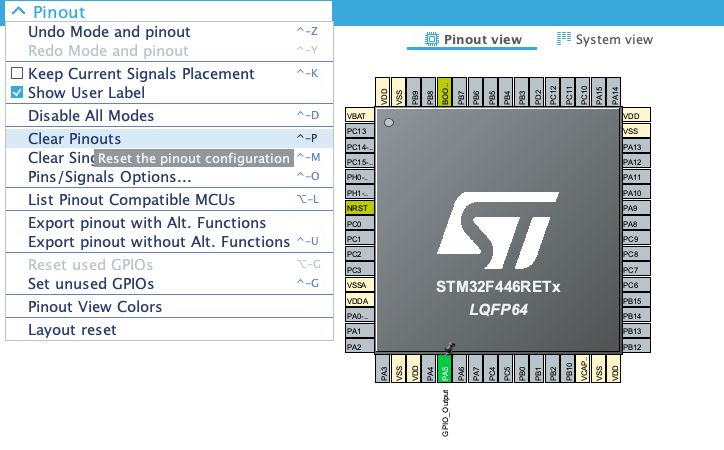 Pinout
Undo Mode and pinout ^-Z
Redo Mode and pinout ^-Y
Keep Current Signals Placement ^-K
Show User Label
Disable All Modes ^-D
Clear Pinouts ^-P
Clear Sing ^-M
Reset the pinout configuration
Pins/Signals Options... ^-O
List Pinout Compatible MCUs ⌥-L
Export pinout with Alt. Functions
Export pinout without Alt. Functions ^-U
Reset used GPIOs ⌥-G
Set unused GPIOs ^-G
Pinout View Colors
Layout reset
Pinout view
System view
VDD
VSS
PB9
PB8
BOO..
PB7
PB6
PB5
PB4
PB3
PD2
PC12
PC11
PC10
PA15
PA14
VBAT
PC13
PC14-..
PC15-..
PH0-..
PH1-..
NRST
PC0
PC1
PC2
PC3
VSSA
VDDA
PA0-..
PA1
PA2
VDD
VSS
PA13
PA12
PA11
PA10
PA9
PA8
PC9
PC8
PC7
PC6
PB15
PB14
PB13
PB12
ST
STM32F446RETx
LQFP64
PA3
VSS
VDD
PA4
PA5
PA6
PA7
PC4
PC5
PB0
PB1
PB2
PB10
VCAP..
VSS
VDD
GPIO_Output